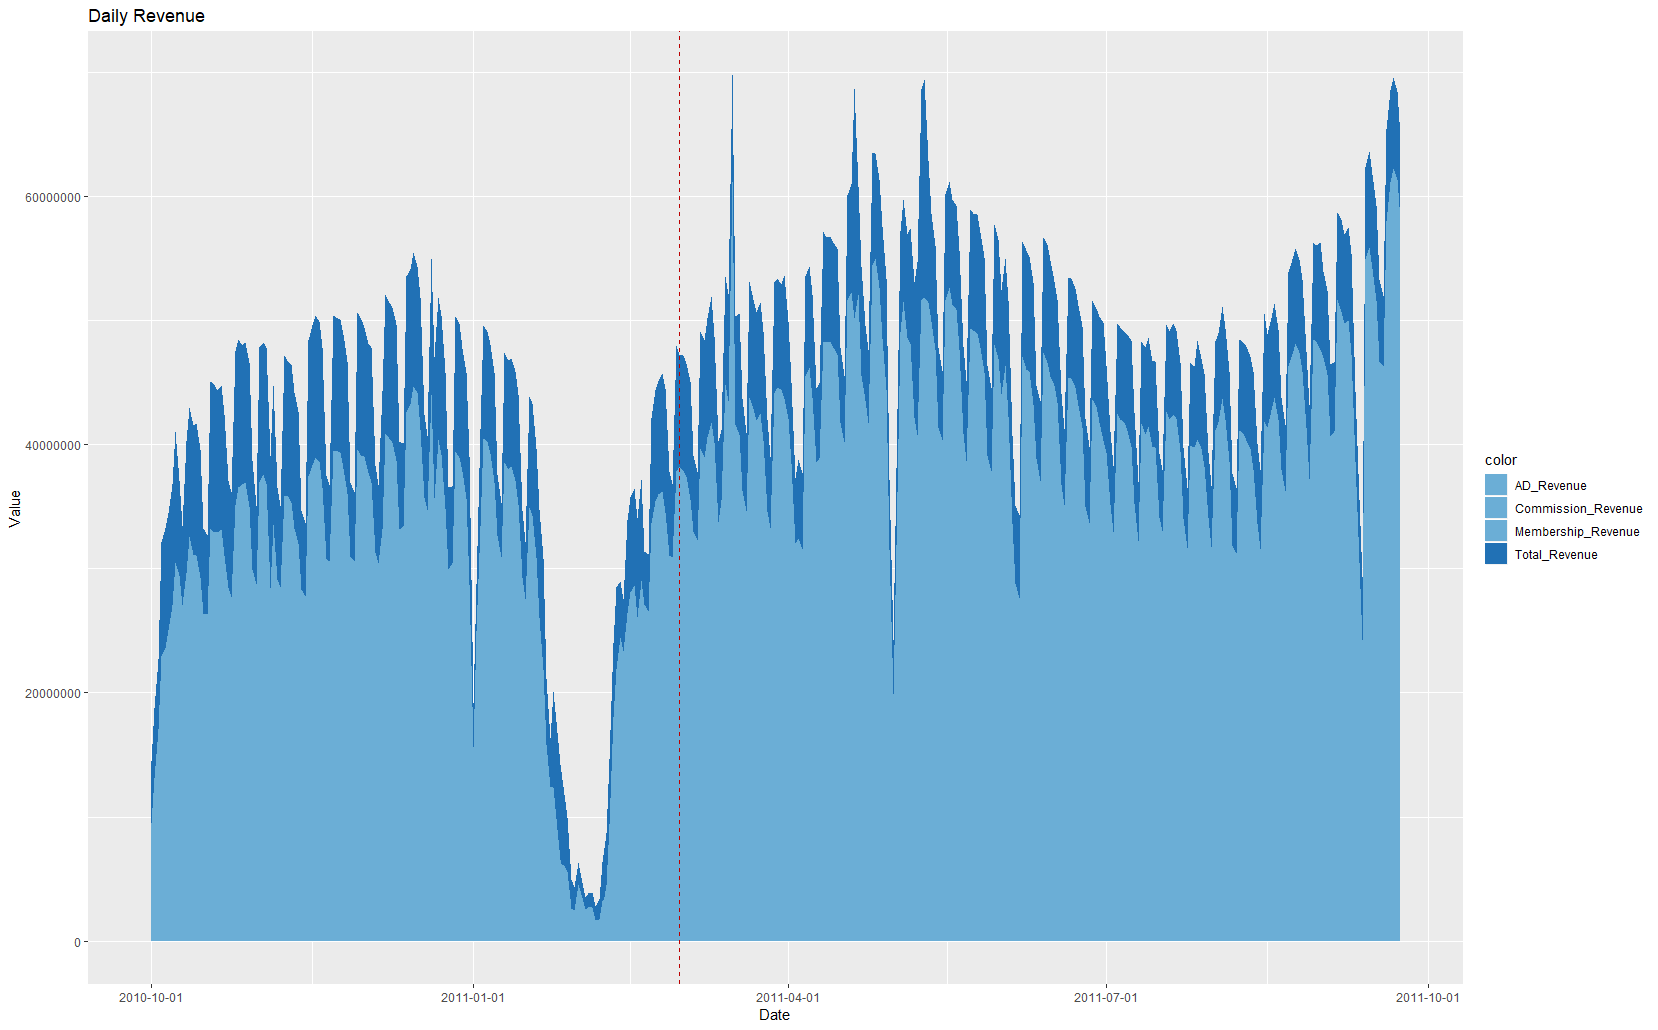 Daily Revenue
Value
60000000
40000000
20000000
0
2010-10-01
2011-01-01
2011-04-01
2011-07-01
2011-10-01
Date
color
AD_Revenue
Commission_Revenue
Membership_Revenue
Total_Revenue